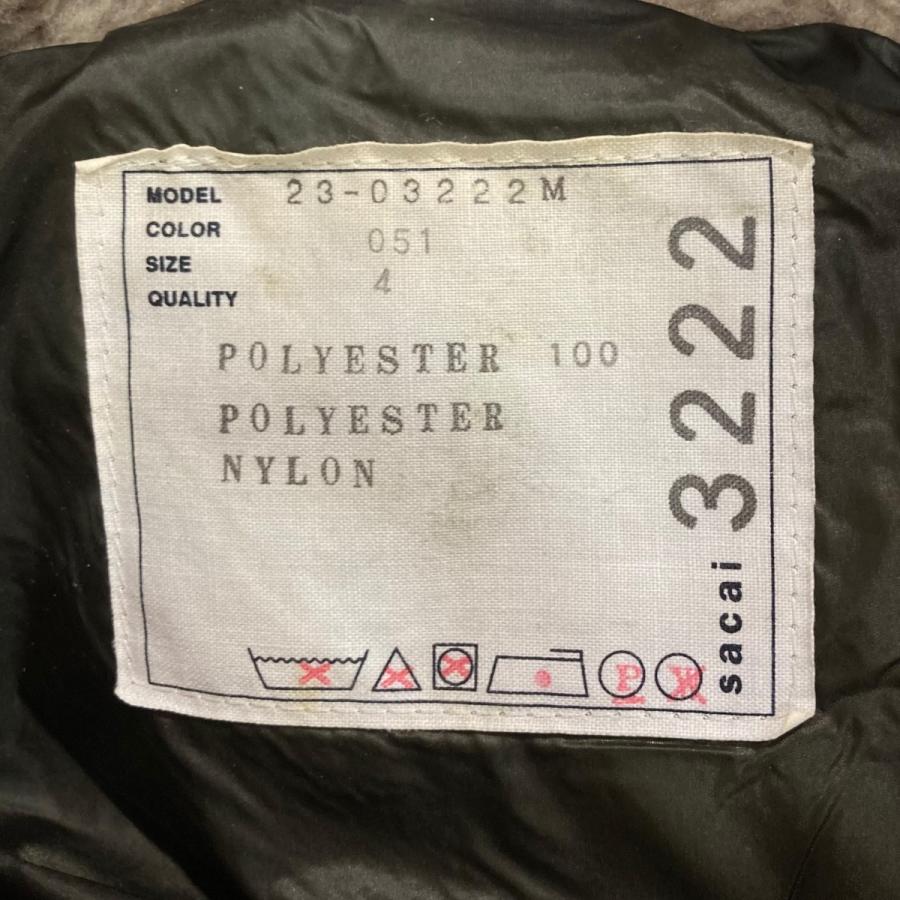 MODEL 23-03222M
COLOR 051
SIZE 4
QUALITY
POLYESTER 100
POLYESTER
NYLON
P W
sacai 3222